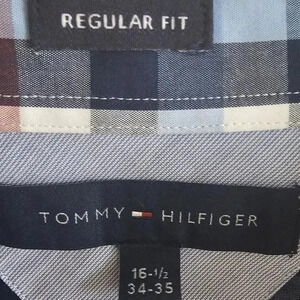 REGULAR FIT
TOMMY HILFIGER
16-1/2
34-35